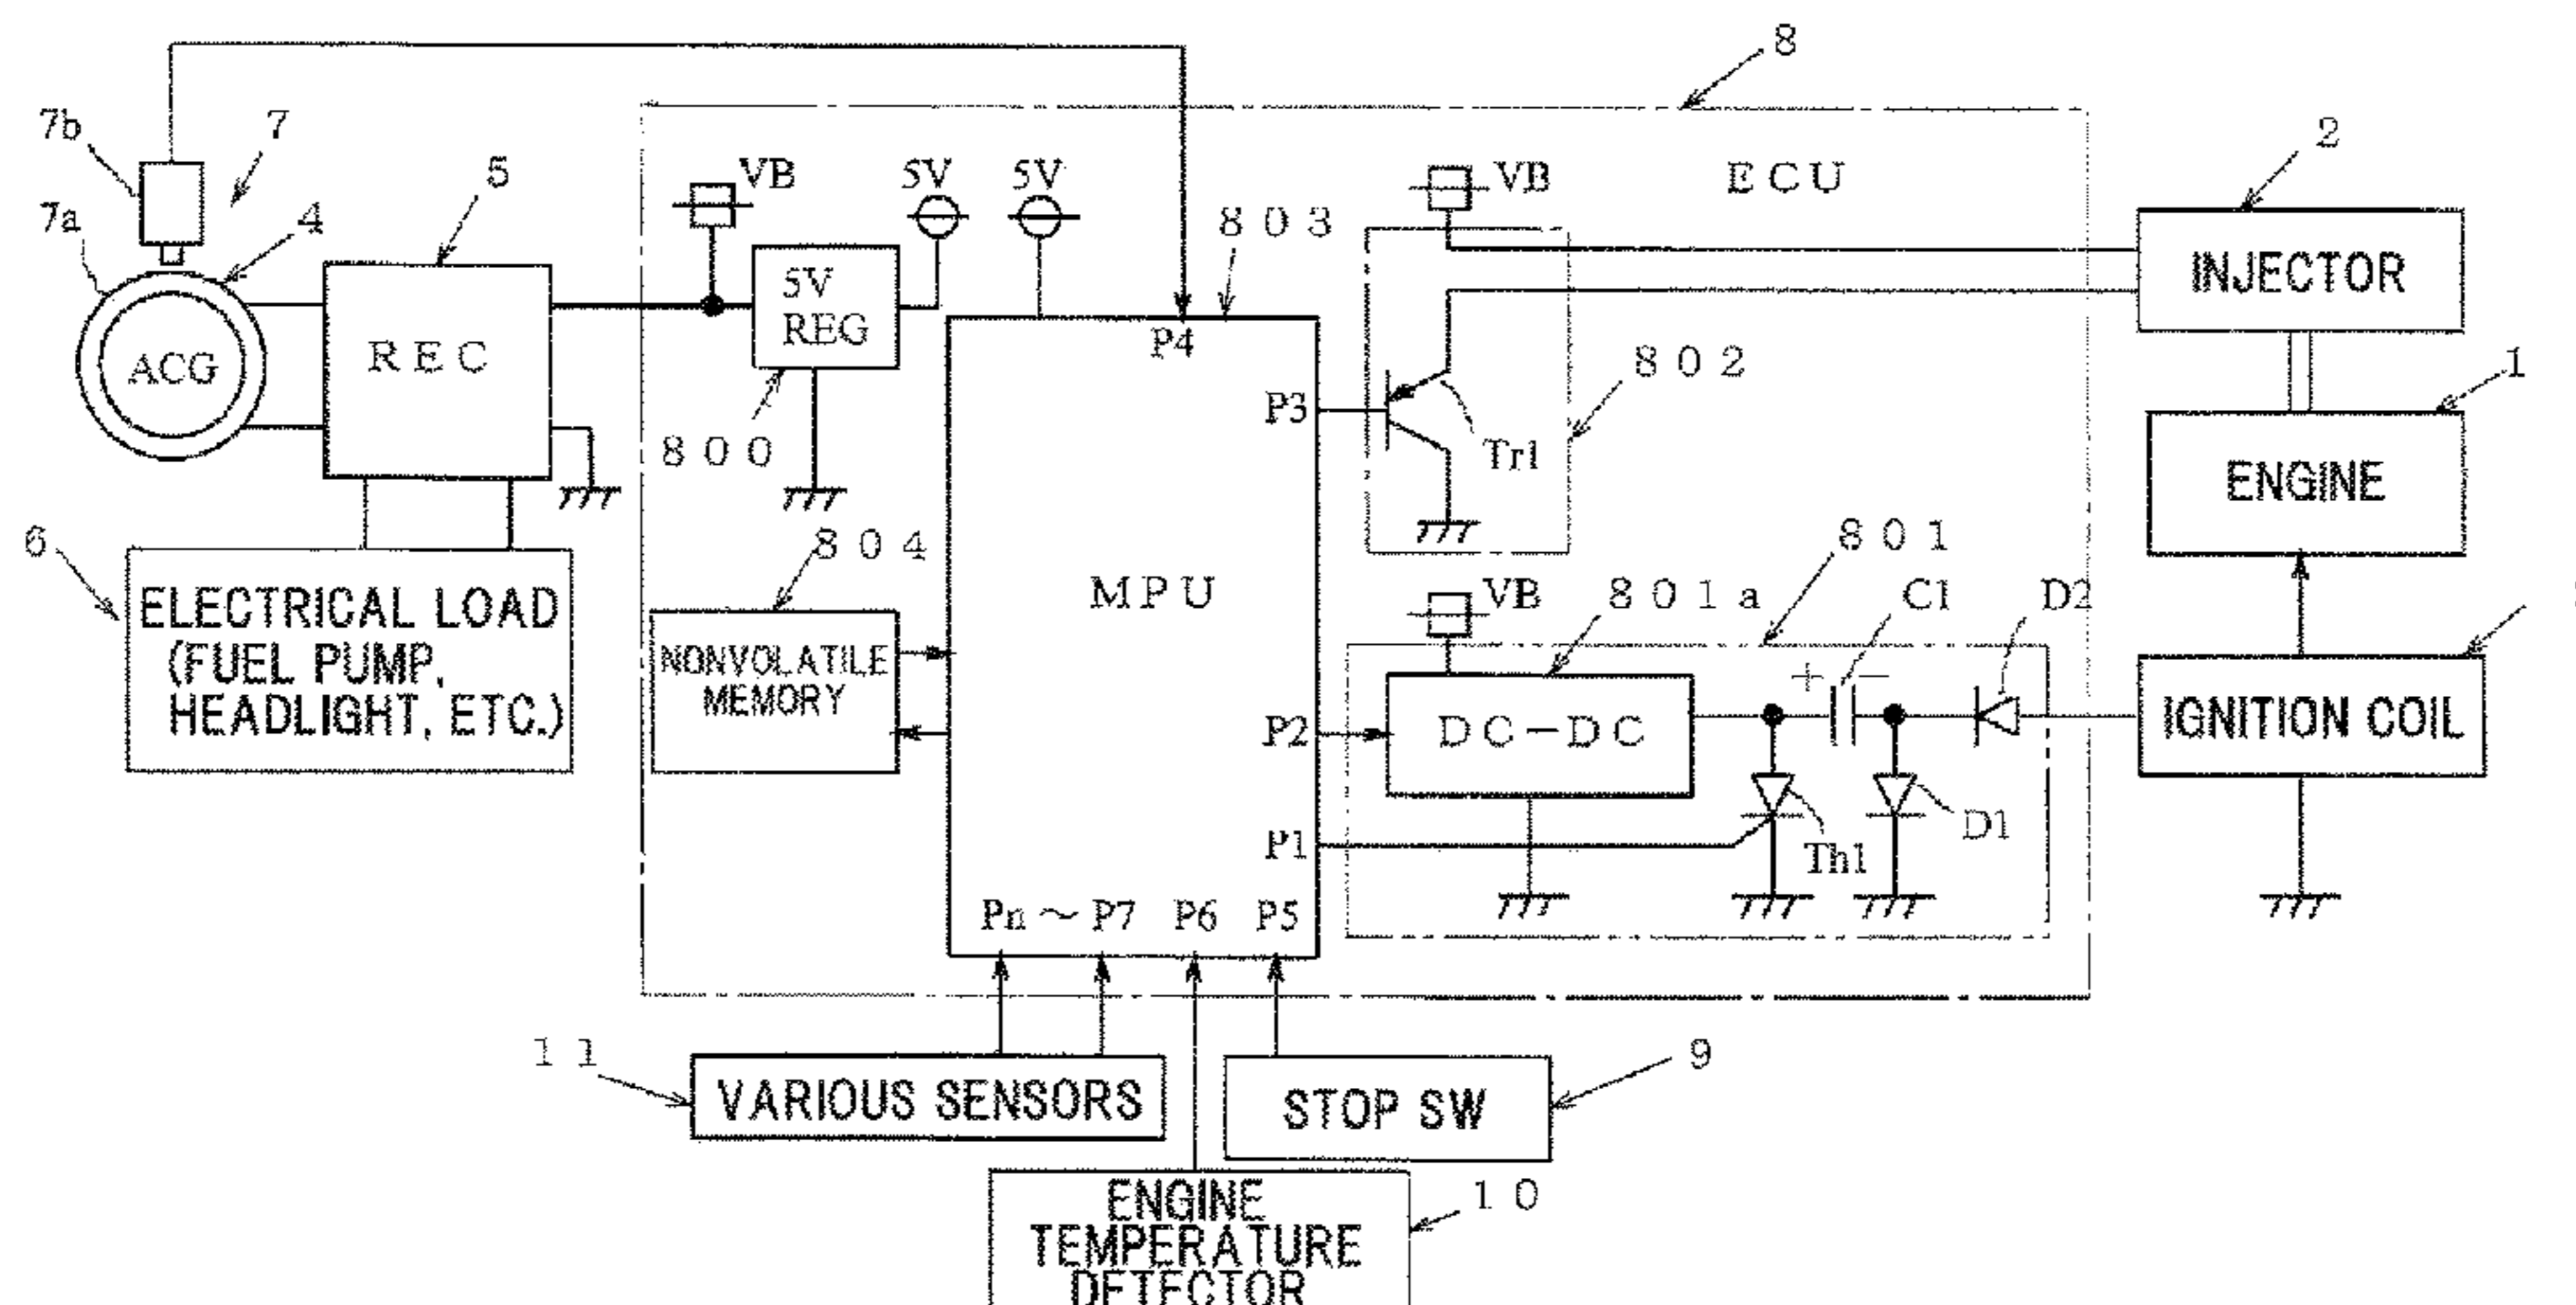 8
7b
7
5
VB
5V
5V
VB
ECU
2
7a
4
803
5V
REG
INJECTOR
REC
ACG
P4
802
1
P3
800
Tr1
ENGINE
6
804
801
ELECTRICAL LOAD
(FUEL PUMP,
HEADLIGHT, ETC.)
MPU
VB
801a
C1
D2
NONVOLATILE
MEMORY
+ −
P2
DC−DC
IGNITION COIL
P1
Th1
D1
Pn ~ P7 P6 P5
11
VARIOUS SENSORS
STOP SW
9
ENGINE
TEMPERATURE
DETECTOR
10